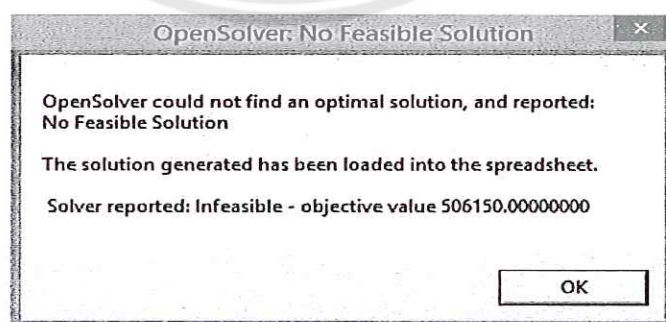 OpenSolver: No Feasible Solution
OpenSolver could not find an optimal solution, and reported:
No Feasible Solution
The solution generated has been loaded into the spreadsheet.
Solver reported: Infeasible - objective value 506150.00000000
OK